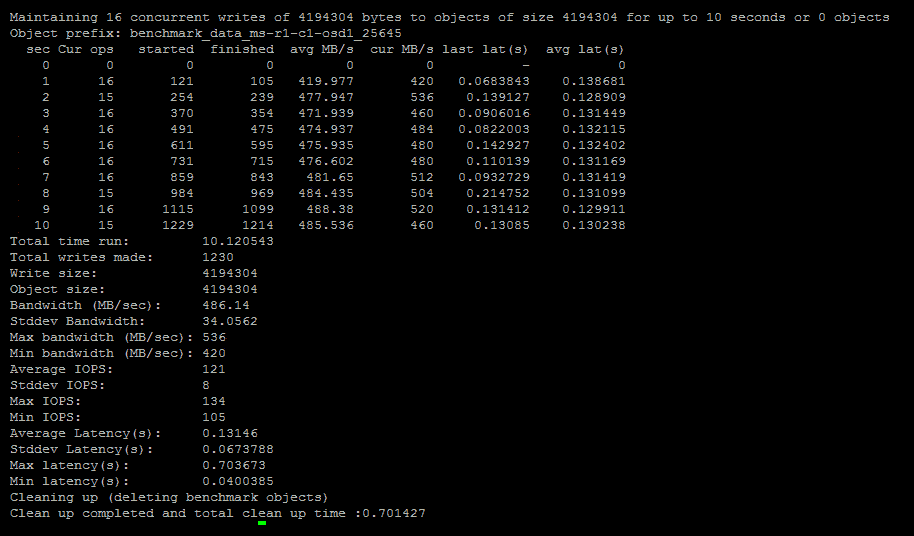 Maintaining 16 concurrent writes of 4194304 bytes to objects of size 4194304 for up to 10 seconds or 0 objects
Object prefix: benchmark_data_ms-r1-c1-osd1_25645
  sec Cur ops   started  finished  avg MB/s  cur MB/s last lat(s)  avg lat(s)
    0       0         0         0         0         0           -           0
    1      16       121       105   419.977       420   0.0683843    0.138681
    2      15       254       239   477.947       536    0.139127    0.128909
    3      16       370       354   471.939       460   0.0906016    0.131449
    4      16       491       475   474.937       484   0.0822003    0.132115
    5      16       611       595   475.935       480    0.142927    0.132402
    6      16       731       715   476.602       480    0.110139    0.131169
    7      16       859       843    481.65       512   0.0932729    0.131419
    8      15       984       969   484.435       504    0.214752    0.131099
    9      16      1115      1099    488.38       520    0.131412    0.129911
   10      15      1229      1214   485.536       460     0.13085    0.130238
Total time run:         10.120543
Total writes made:      1230
Write size:             4194304
Object size:            4194304
Bandwidth (MB/sec):     486.14
Stddev Bandwidth:       34.0562
Max bandwidth (MB/sec): 536
Min bandwidth (MB/sec): 420
Average IOPS:           121
Stddev IOPS:            8
Max IOPS:               134
Min IOPS:               105
Average Latency(s):     0.13146
Stddev Latency(s):      0.0673788
Max latency(s):         0.703673
Min latency(s):         0.0400385
Cleaning up (deleting benchmark objects)
Clean up completed and total clean up time :0.701427